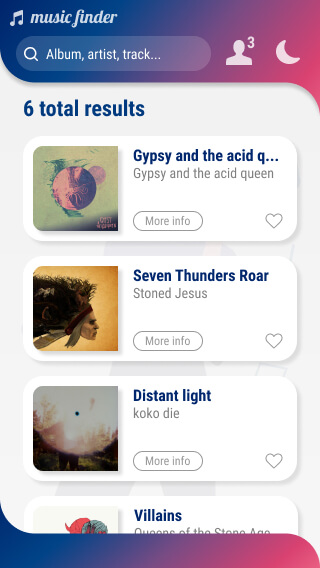 music finder
Album, artist, track...
3
6 total results
Gypsy and the acid q...
Gypsy and the acid queen
More info
Seven Thunders Roar
Stoned Jesus
More info
Distant light
koko die
More info
Villains
Queens of the Stone Age